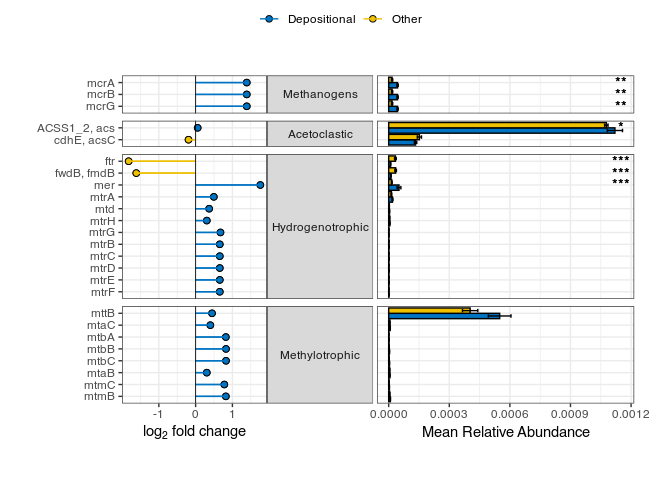 Depositional Other
mcrA
mcrB
mcrG
Methanogens
**
**
**
ACSS1_2, acs
cdhE, acsC
Acetoclastic
*
ftr
fwdB, fmdB
mer
mtrA
mtd
mtrH
mtrG
mtrB
mtrC
mtrD
mtrE
mtrF
Hydrogenotrophic
***
***
***
mttB
mtaC
mtbA
mtbB
mtbC
mtaB
mtmC
mtmB
Methylotrophic
-1 0 1
0.0000 0.0003 0.0006 0.0009 0.0012
log2 fold change
Mean Relative Abundance